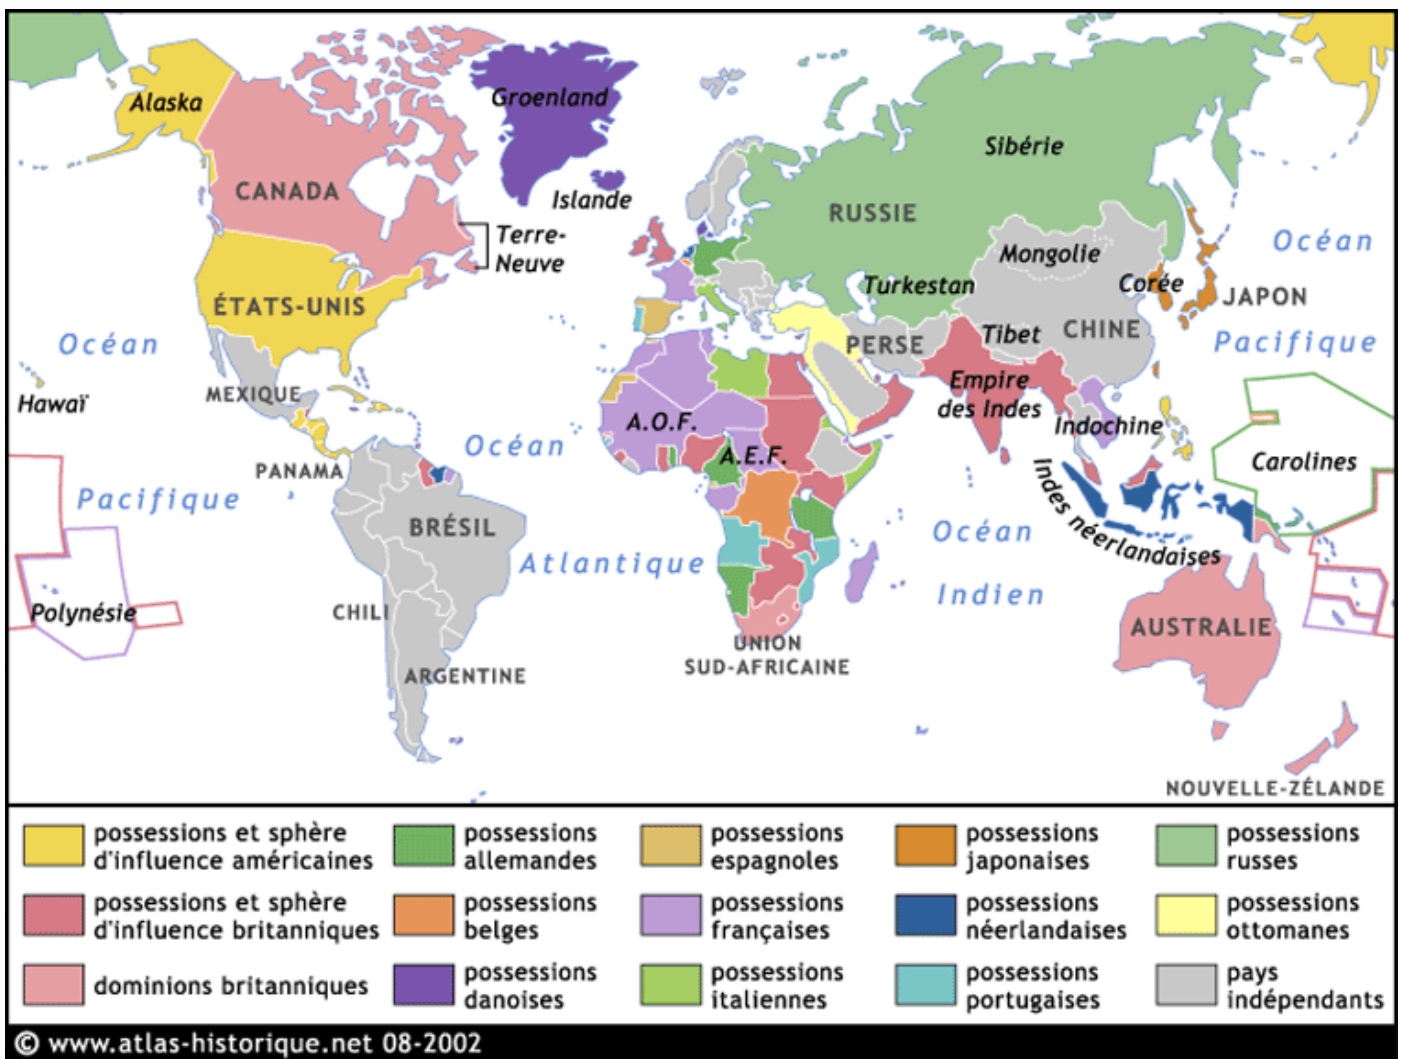 Alaska
Groenland
Sibérie
CANADA
Islande
RUSSIE
Océan
Terre-
Neuve
Mongolie
Turkestan
Corée
JAPON
ÉTATS-UNIS
Océan
PERSE
Tibet
CHINE
Pacifique
MEXIQUE
Hawaï
Empire
des Indes
A.O.F.
Indochine
Océan
A.E.F.
PANAMA
Carolines
Pacifique
BRÉSIL
Indes néerlandaises
Océan
Atlantique
Indien
Polynésie
CHILI
AUSTRALIE
UNION
SUD-AFRICAINE
ARGENTINE
NOUVELLE-ZÉLANDE
possessions et sphère
d'influence américaines
possessions
allemandes
possessions
espagnoles
possessions
japonaises
possessions
russes
possessions et sphère
d'influence britanniques
possessions
belges
possessions
françaises
possessions
néerlandaises
possessions
ottomanes
dominions britanniques
possessions
danoises
possessions
italiennes
possessions
portugaises
pays
indépendants
© www.atlas-historique.net 08-2002